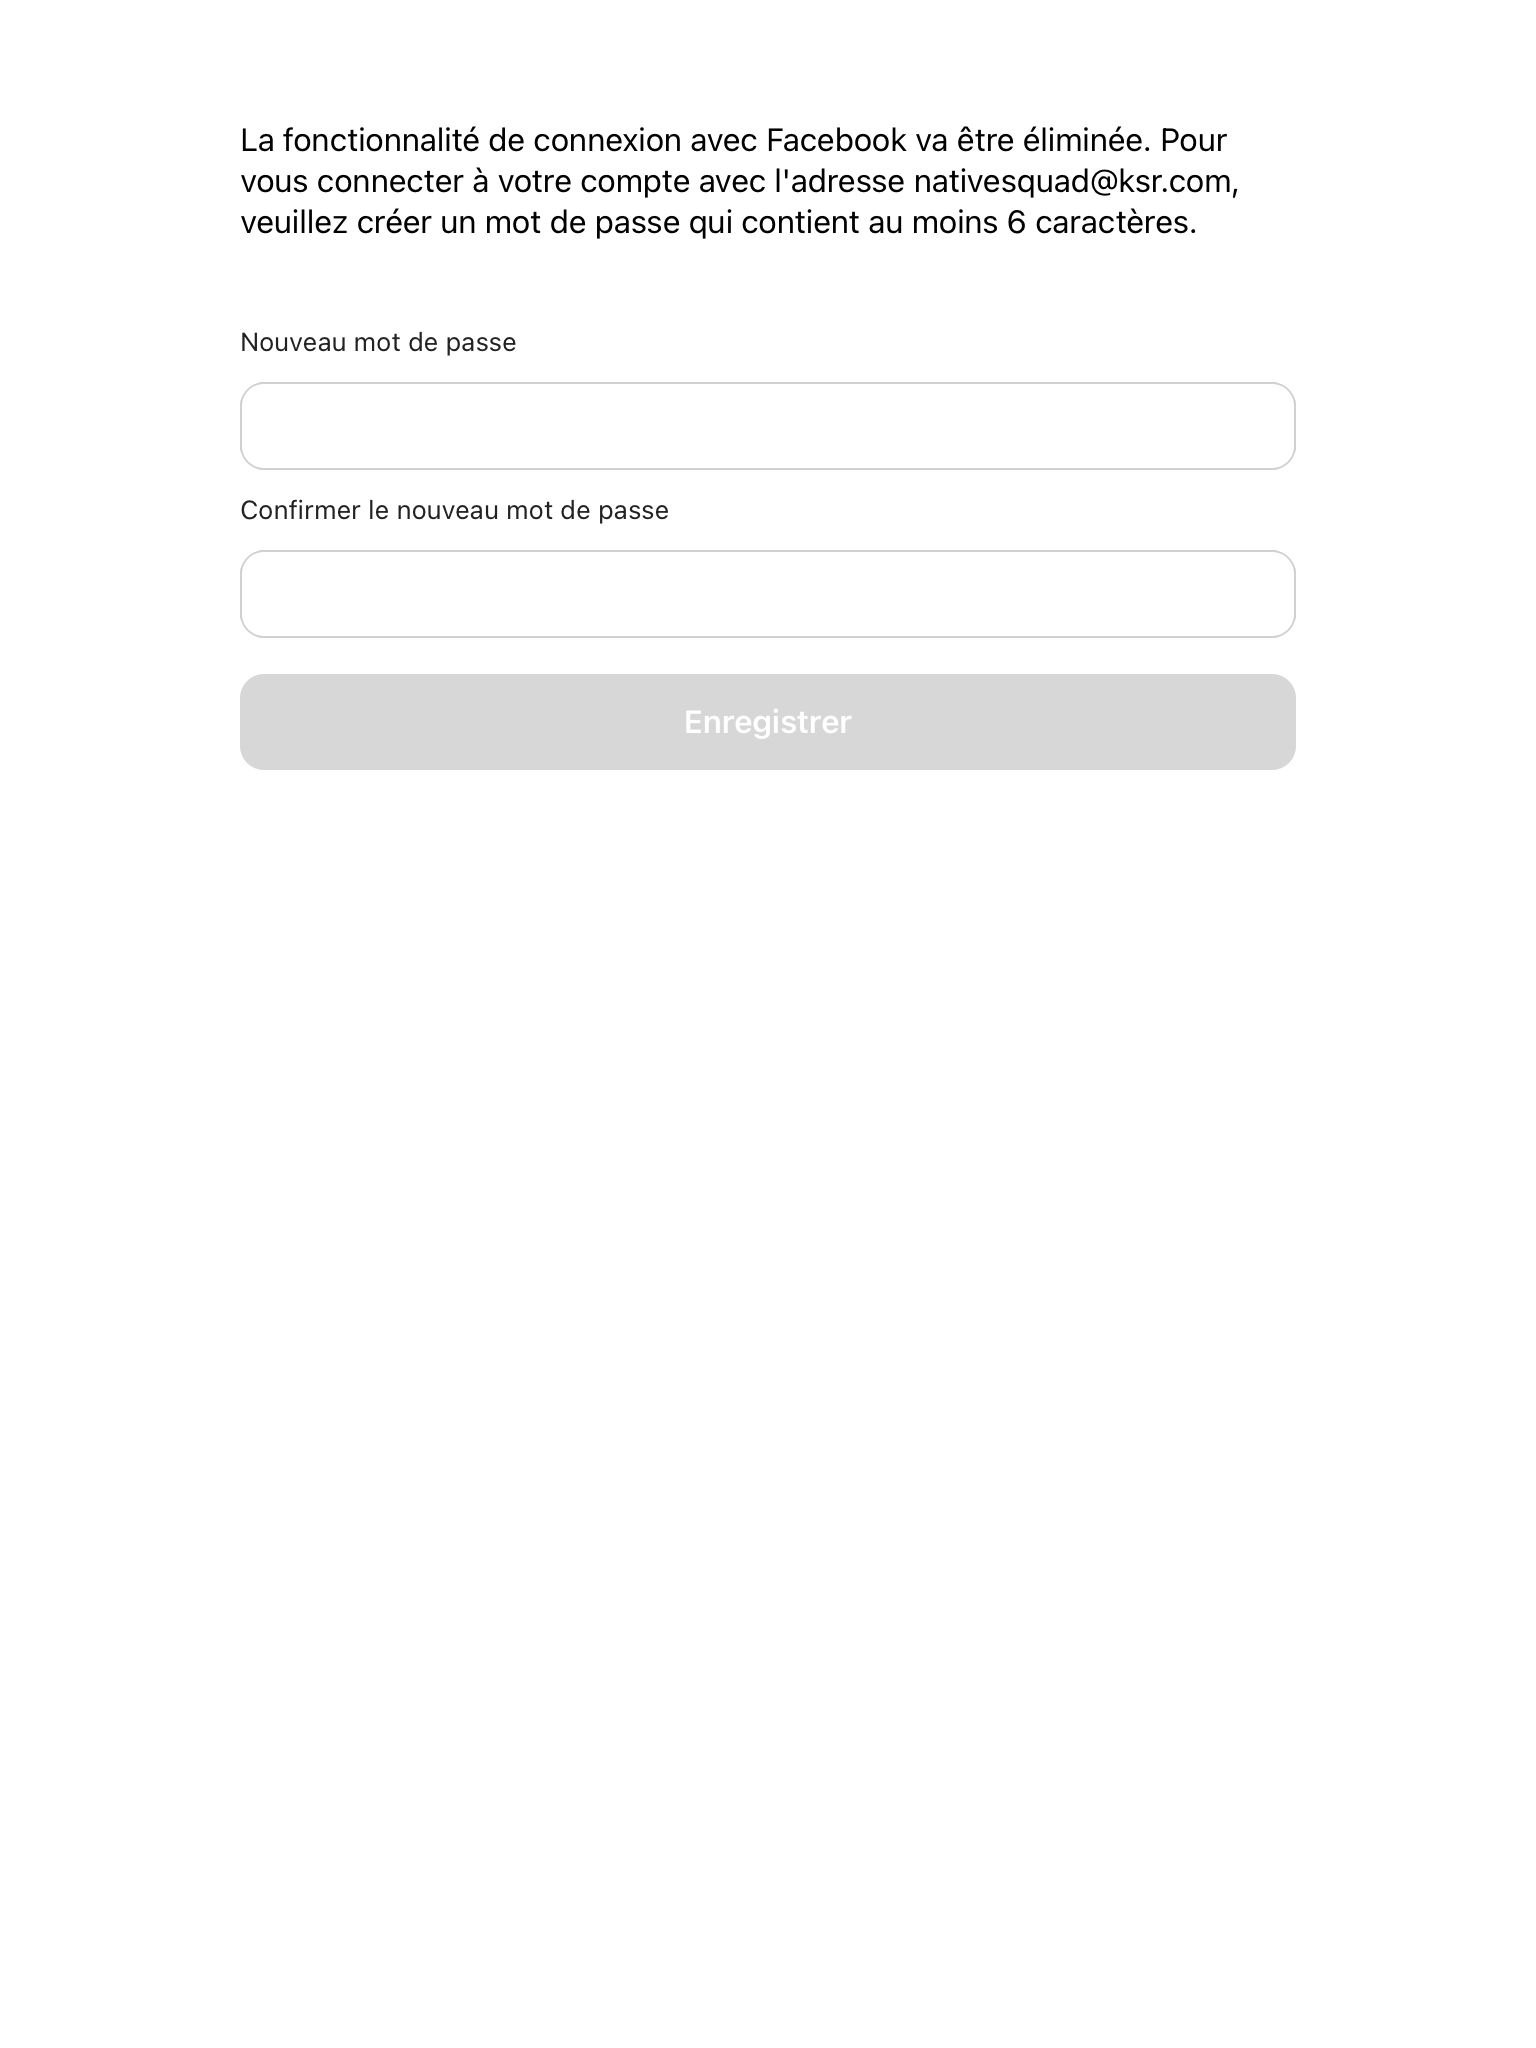 La fonctionnalité de connexion avec Facebook va être éliminée. Pour
vous connecter à votre compte avec l'adresse nativesquad@ksr.com,
veuillez créer un mot de passe qui contient au moins 6 caractères.
Nouveau mot de passe
Confirmer le nouveau mot de passe
Enregistrer